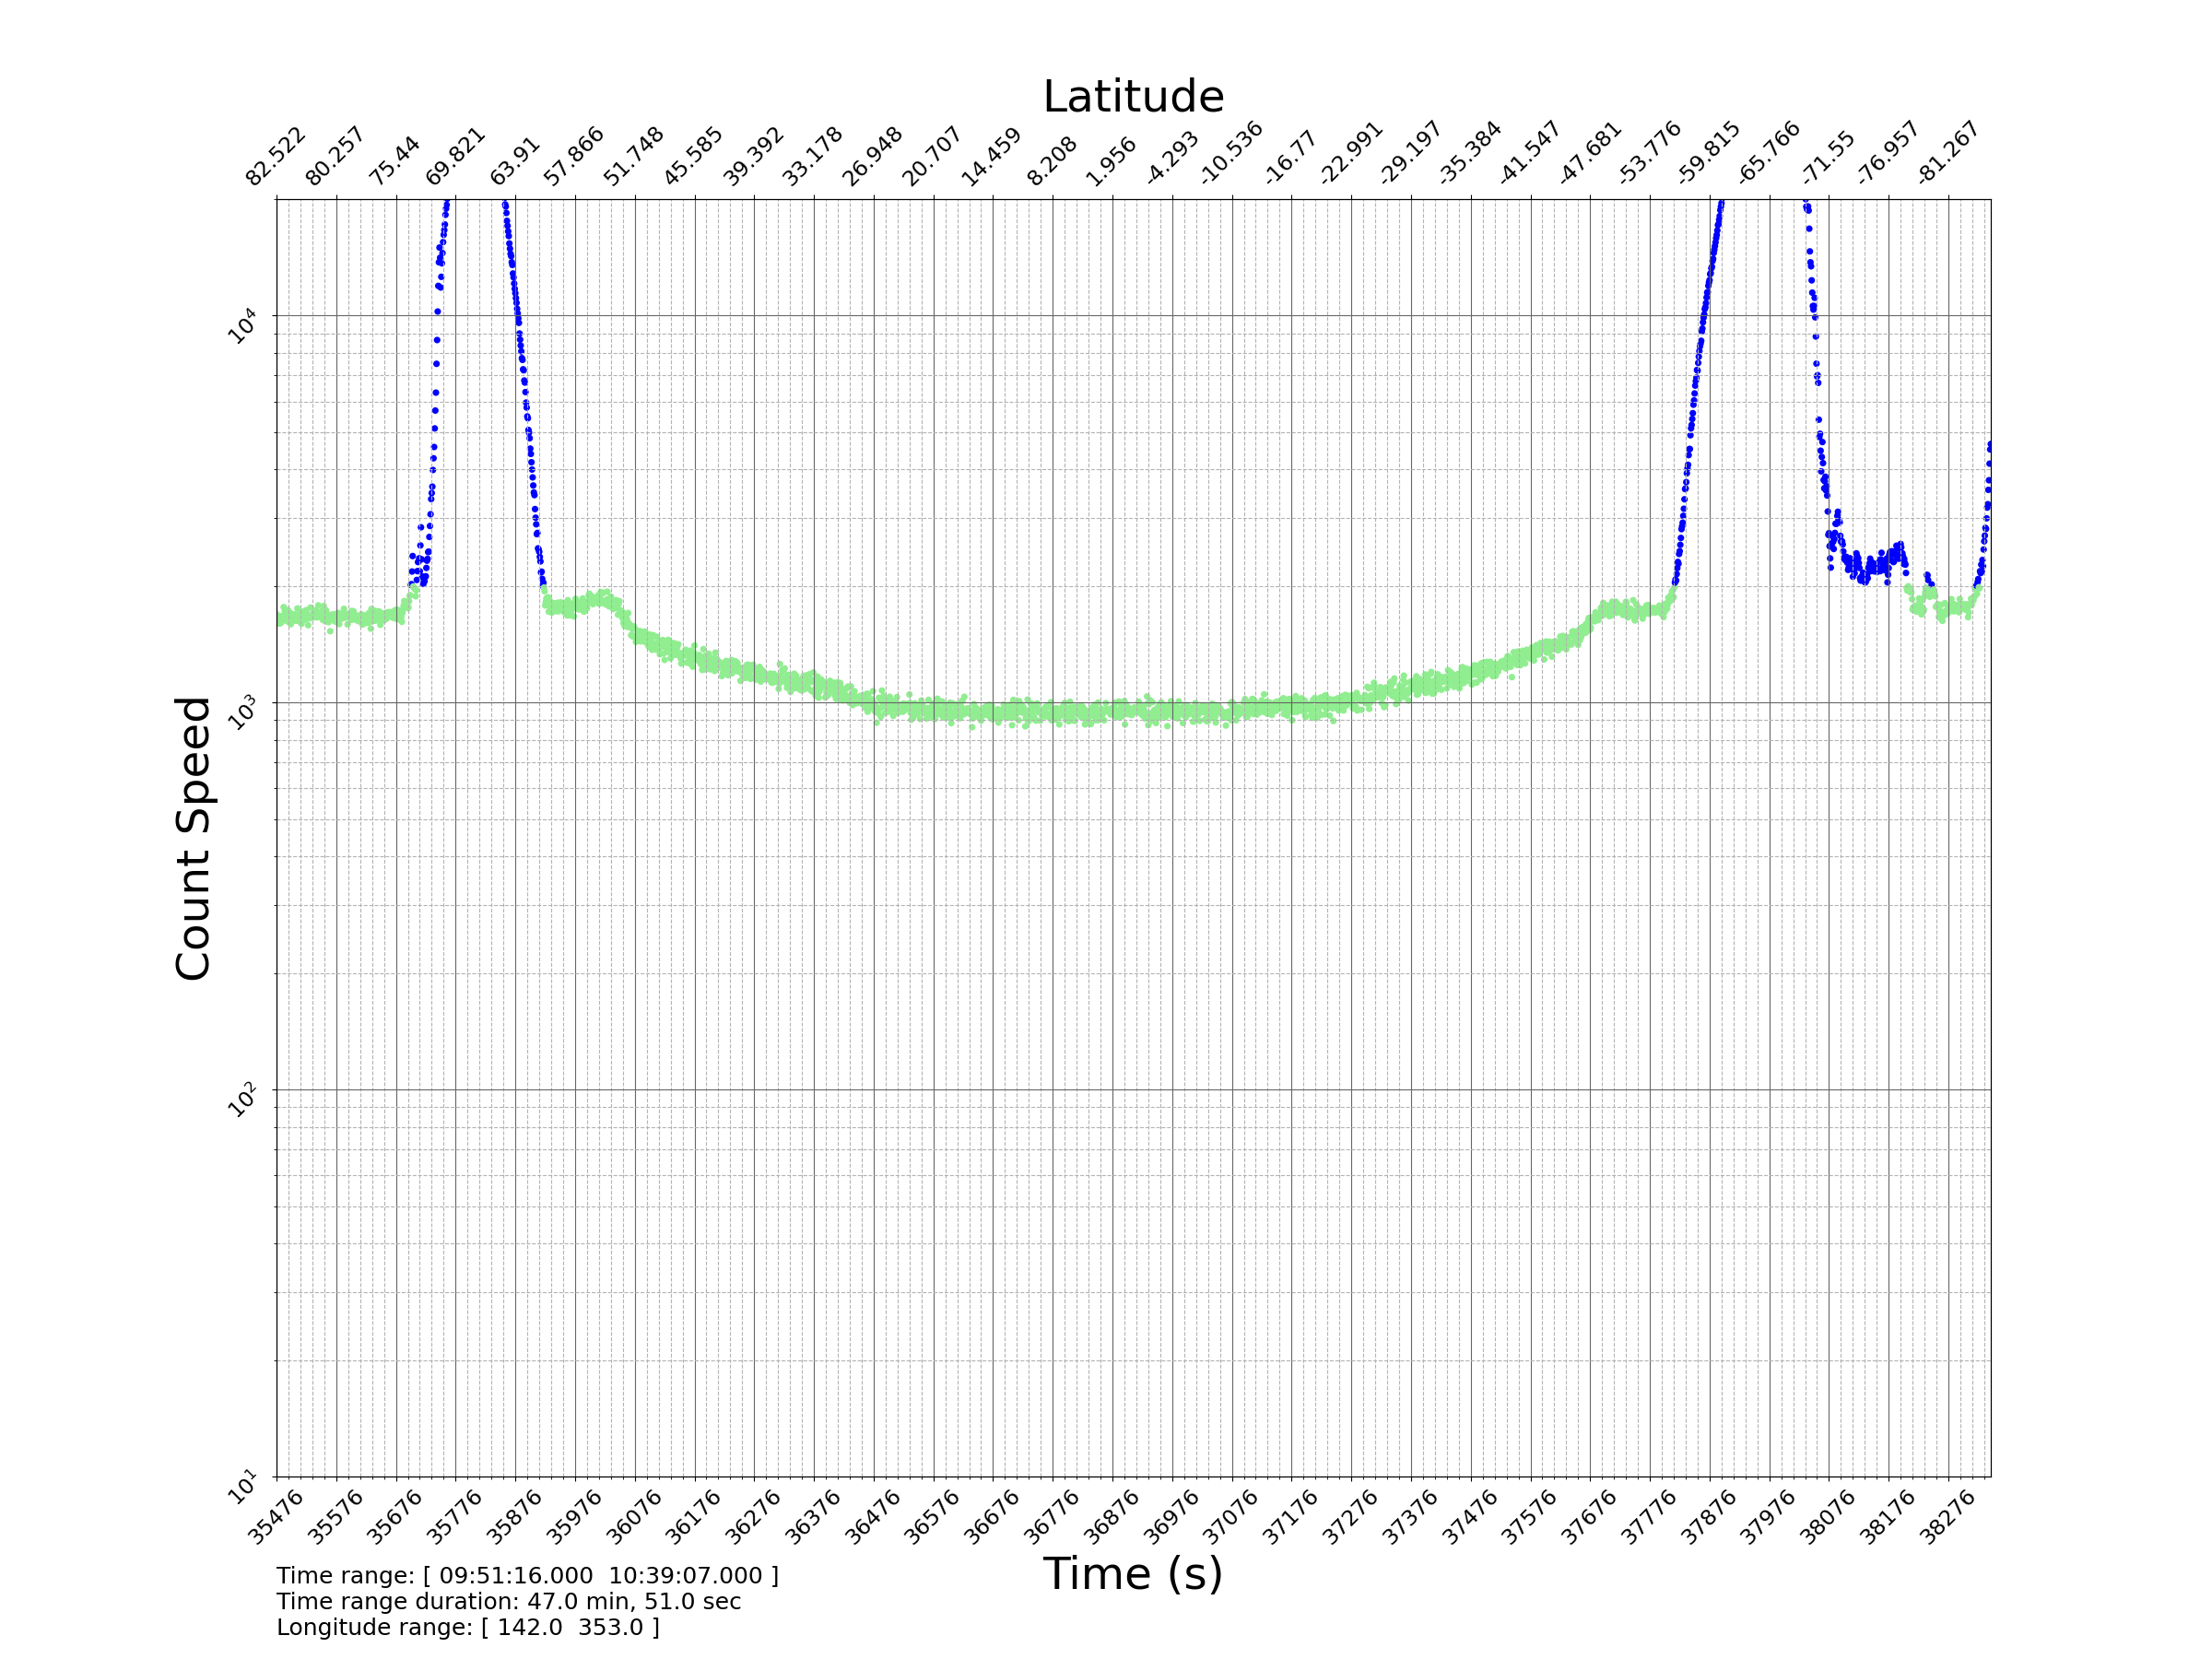 Latitude
82.522 80.257 75.44 69.821 63.91 57.866 51.748 45.585 39.392 33.178 26.948 20.707 14.459 8.208 1.956 -4.293 -10.536 -16.77 -22.991 -29.197 -35.384 -41.547 -47.681 -53.776 -59.815 -65.766 -71.55 -76.957 -81.267
10⁴
10³
Count Speed
10²
10¹
35476 35576 35676 35776 35876 35976 36076 36176 36276 36376 36476 36576 36676 36776 36876 36976 37076 37176 37276 37376 37476 37576 37676 37776 37876 37976 38076 38176 38276
Time (s)
Time range: [ 09:51:16.000  10:39:07.000 ]
Time range duration: 47.0 min, 51.0 sec
Longitude range: [ 142.0  353.0 ]